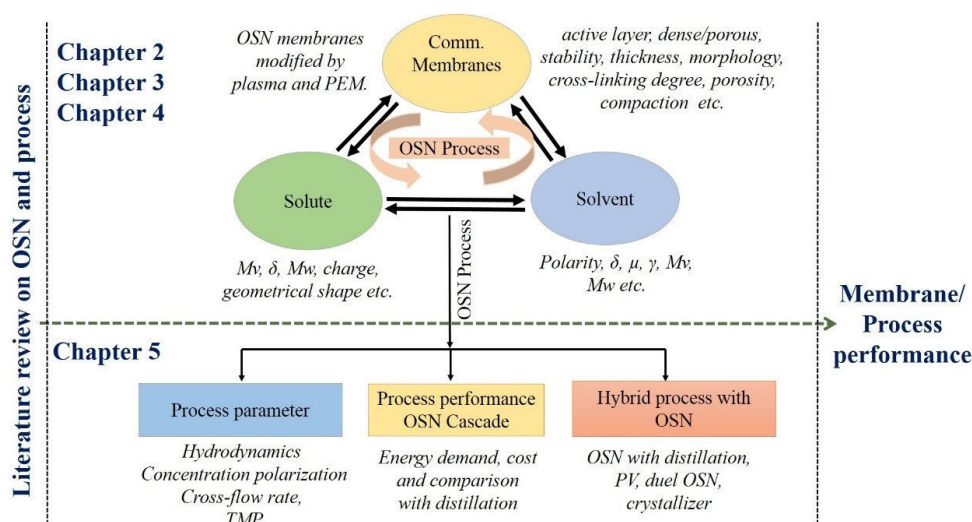 Literature review on OSN and process
Chapter 2
Chapter 3
Chapter 4
OSN membranes
modified by
plasma and PEM.
Comm.
Membranes
active layer, dense/porous,
stability, thickness, morphology,
cross-linking degree, porosity,
compaction etc.
OSN Process
Solute
Solvent
Mv, δ, Mw, charge,
geometrical shape etc.
OSN Process
Polarity, δ, μ, γ, Mv,
Mw etc.
Membrane/
Process
performance
Chapter 5
Process parameter
Hydrodynamics
Concentration polarization
Cross-flow rate,
TMP
Process performance
OSN Cascade
Energy demand, cost
and comparison
with distillation
Hybrid process with
OSN
OSN with distillation,
PV, duel OSN,
crystallizer